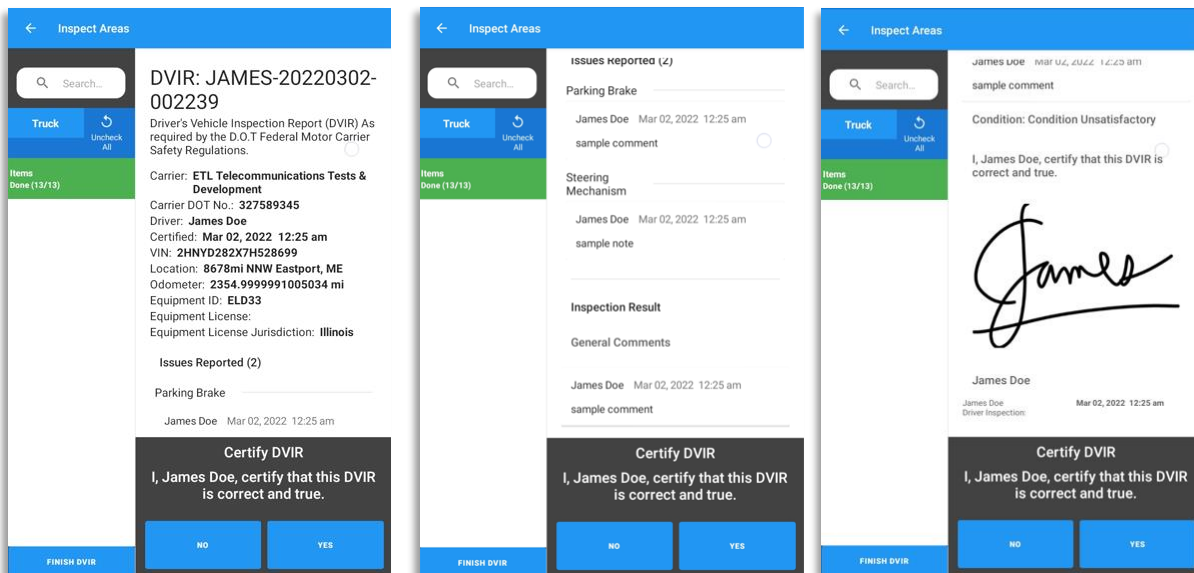 Inspect Areas
Search...
Truck
Uncheck
All
Items
Done (13/13)
FINISH DVIR
DVIR: JAMES-20220302-
002239
Driver's Vehicle Inspection Report (DVIR) As
required by the D.O.T Federal Motor Carrier
Safety Regulations.
Carrier: ETL Telecommunications Tests &
Development
Carrier DOT No.: 327589345
Driver: James Doe
Certified: Mar 02, 2022 12:25 am
VIN: 2HNYD282X7H528699
Location: 8678mi NNW Eastport, ME
Odometer: 2354.9999991005034 mi
Equipment ID: ELD33
Equipment License:
Equipment License Jurisdiction: Illinois
Issues Reported (2)
Parking Brake
James Doe Mar 02, 2022 12:25 am
Certify DVIR
I, James Doe, certify that this DVIR
is correct and true.
NO YES
Inspect Areas
Search...
Truck
Uncheck
All
Items
Done (13/13)
FINISH DVIR
Issues Reported (2)
Parking Brake
James Doe Mar 02, 2022 12:25 am
sample comment
Steering
Mechanism
James Doe Mar 02, 2022 12:25 am
sample note
Inspection Result
General Comments
James Doe Mar 02, 2022 12:25 am
sample comment
Certify DVIR
I, James Doe, certify that this DVIR
is correct and true.
NO YES
Inspect Areas
Search...
Truck
Uncheck
All
Items
Done (13/13)
FINISH DVIR
James Doe Mar 02, 2022 12:25 am
sample comment
Condition: Condition Unsatisfactory
I, James Doe, certify that this DVIR is
correct and true.
James
James Doe
James Doe Mar 02, 2022 12:25 am
Driver Inspection:
Certify DVIR
I, James Doe, certify that this DVIR
is correct and true.
NO YES